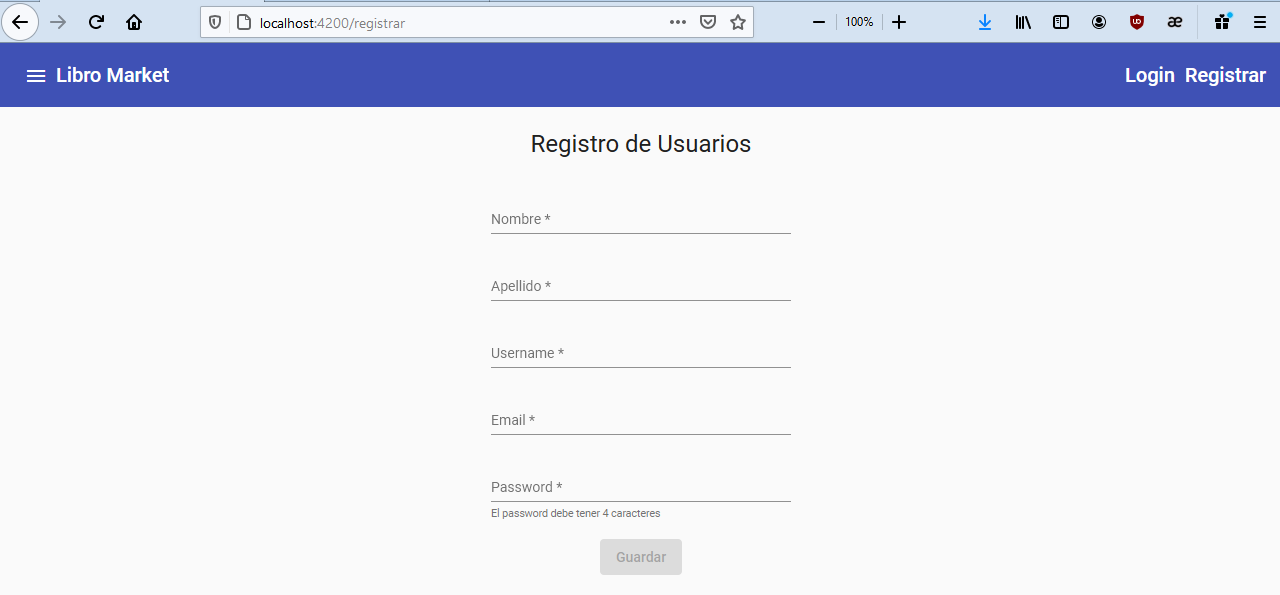 localhost:4200/registrar
100%
Libro Market
Login Registrar
Registro de Usuarios
Nombre *
Apellido *
Username *
Email *
Password *
El password debe tener 4 caracteres
Guardar